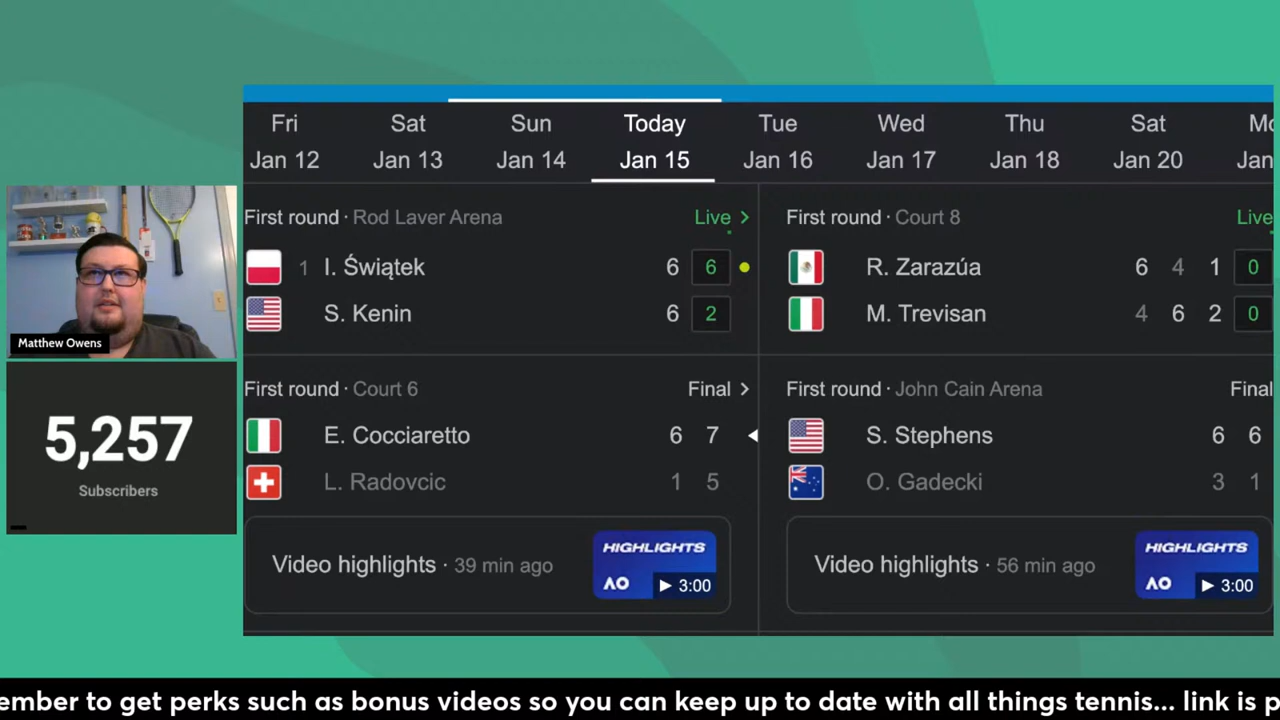 Fri Sat Sun Today Tue Wed Thu Sat Mo
Jan 12 Jan 13 Jan 14 Jan 15 Jan 16 Jan 17 Jan 18 Jan 20 Jan
First round · Rod Laver Arena Live
1 I. Świątek 6 6
S. Kenin 6 2
First round · Court 8 Live
R. Zarazúa 6 4 1 0
M. Trevisan 4 6 2 0
First round · Court 6 Final
E. Cocciaretto 6 7
L. Radovcic 1 5
Video highlights · 39 min ago
HIGHLIGHTS
AO 3:00
First round · John Cain Arena Final
S. Stephens 6 6
O. Gadecki 3 1
Video highlights · 56 min ago
HIGHLIGHTS
AO 3:00
Matthew Owens
5,257
Subscribers
ember to get perks such as bonus videos so you can keep up to date with all things tennis... link is p